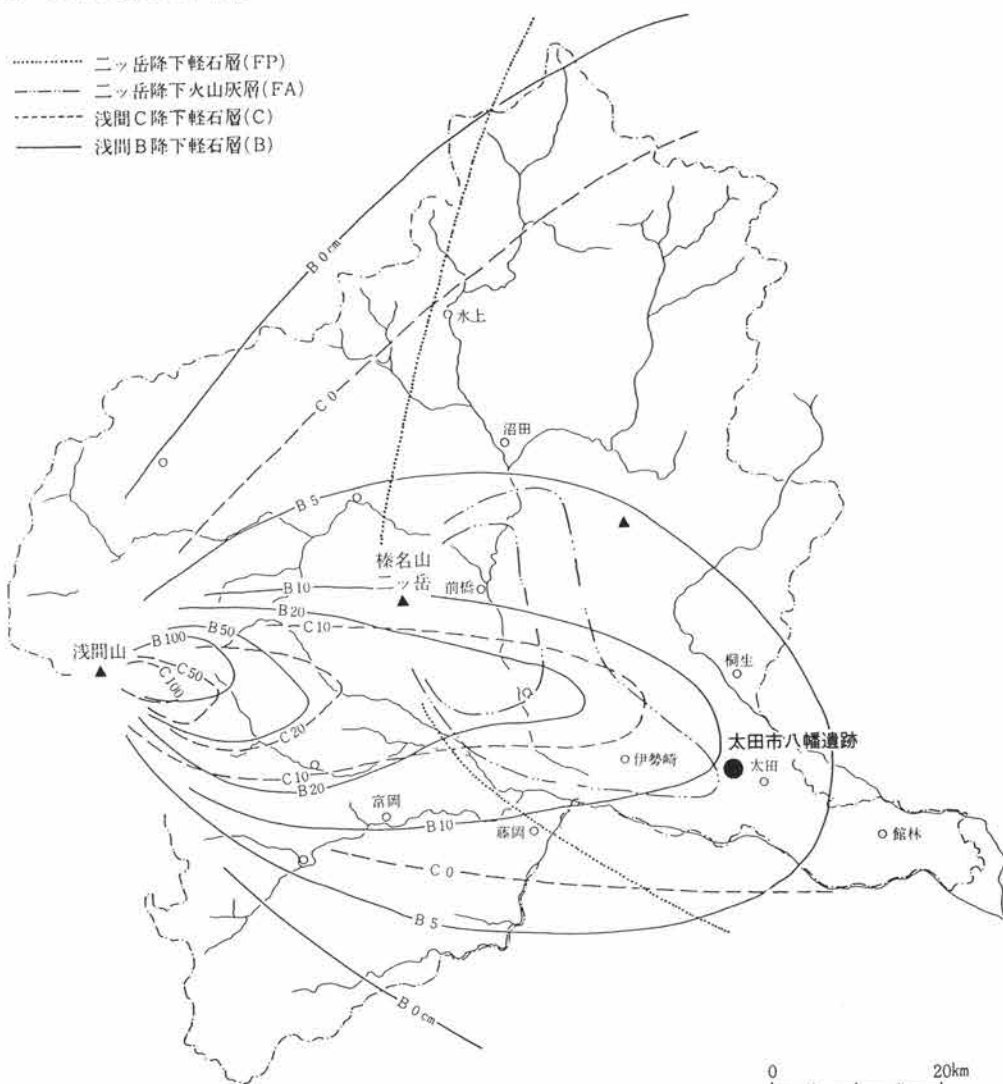 二ッ岳降下軽石層(FP)
二ッ岳降下火山灰層(FA)
浅間C降下軽石層(C)
浅間B降下軽石層(B)
B 0cm
水上
C 0
沼田
B 5
榛名山
二ッ岳
B 10
前橋
B 20
C 10
B 50
B 100
浅間山
C 50
C 100
桐生
C 20
太田市八幡遺跡
伊勢崎
太田
C 10
B 20
富岡
B 10
藤岡
館林
C 0
B 5
B 0cm
0 20km